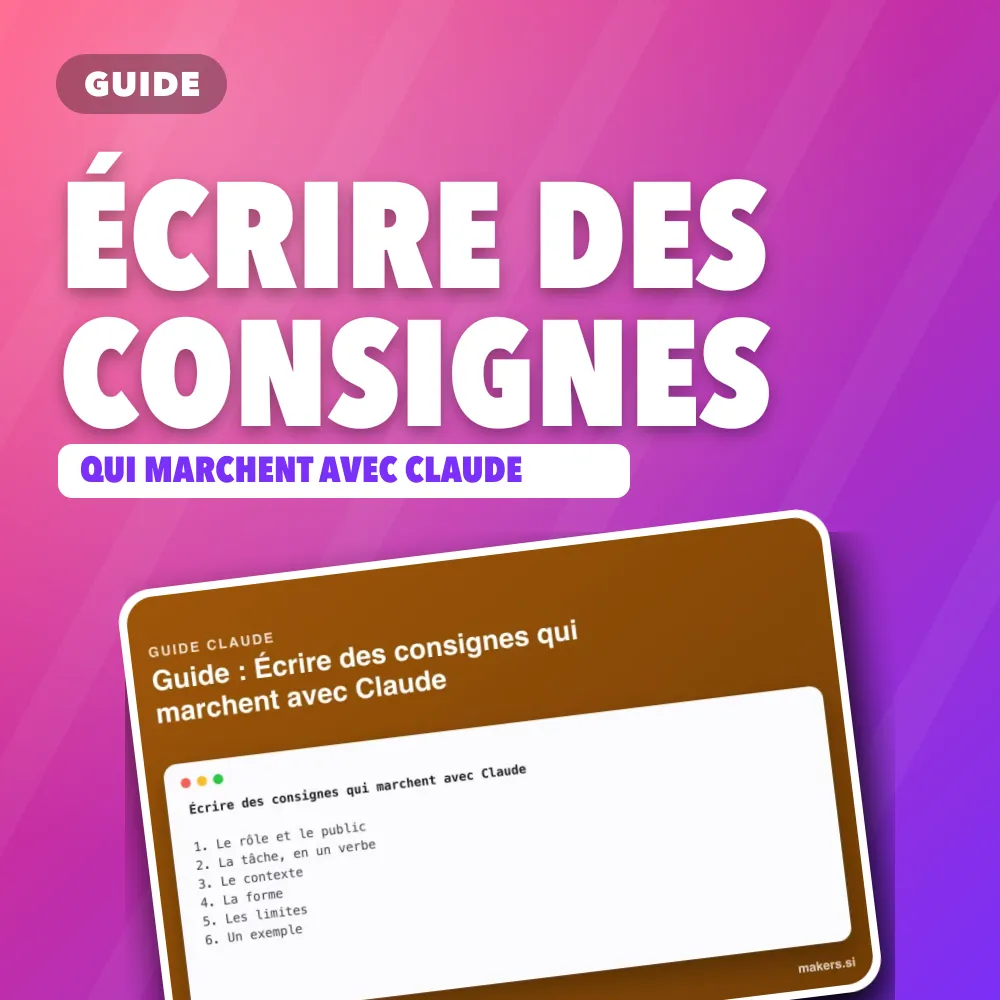 GUIDE
ÉCRIRE DES
CONSIGNES
QUI MARCHENT AVEC CLAUDE
GUIDE CLAUDE
Guide : Écrire des consignes qui
marchent avec Claude
Écrire des consignes qui marchent avec Claude
1. Le rôle et le public
2. La tâche, en un verbe
3. Le contexte
4. La forme
5. Les limites
6. Un exemple
makers.si